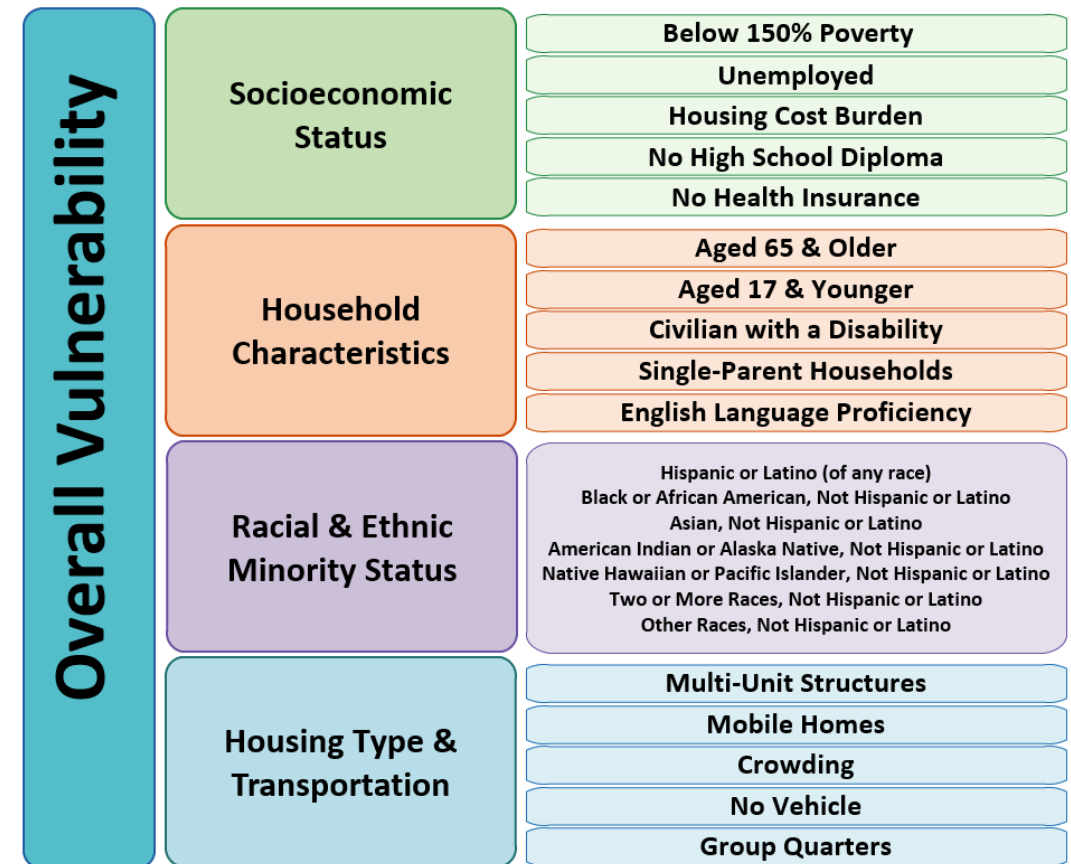 Overall Vulnerability
Socioeconomic
Status
Below 150% Poverty
Unemployed
Housing Cost Burden
No High School Diploma
No Health Insurance
Household
Characteristics
Aged 65 & Older
Aged 17 & Younger
Civilian with a Disability
Single-Parent Households
English Language Proficiency
Racial & Ethnic
Minority Status
Hispanic or Latino (of any race)
Black or African American, Not Hispanic or Latino
Asian, Not Hispanic or Latino
American Indian or Alaska Native, Not Hispanic or Latino
Native Hawaiian or Pacific Islander, Not Hispanic or Latino
Two or More Races, Not Hispanic or Latino
Other Races, Not Hispanic or Latino
Housing Type &
Transportation
Multi-Unit Structures
Mobile Homes
Crowding
No Vehicle
Group Quarters